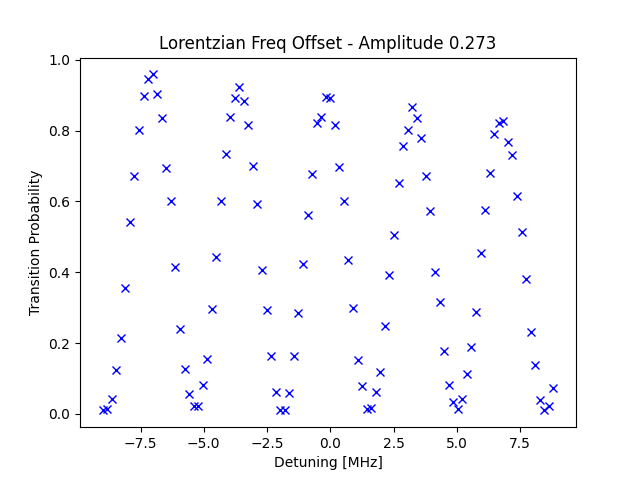 Lorentzian Freq Offset - Amplitude 0.273
1.0
0.8
0.6
0.4
0.2
0.0
Transition Probability
−7.5 −5.0 −2.5 0.0 2.5 5.0 7.5
Detuning [MHz]